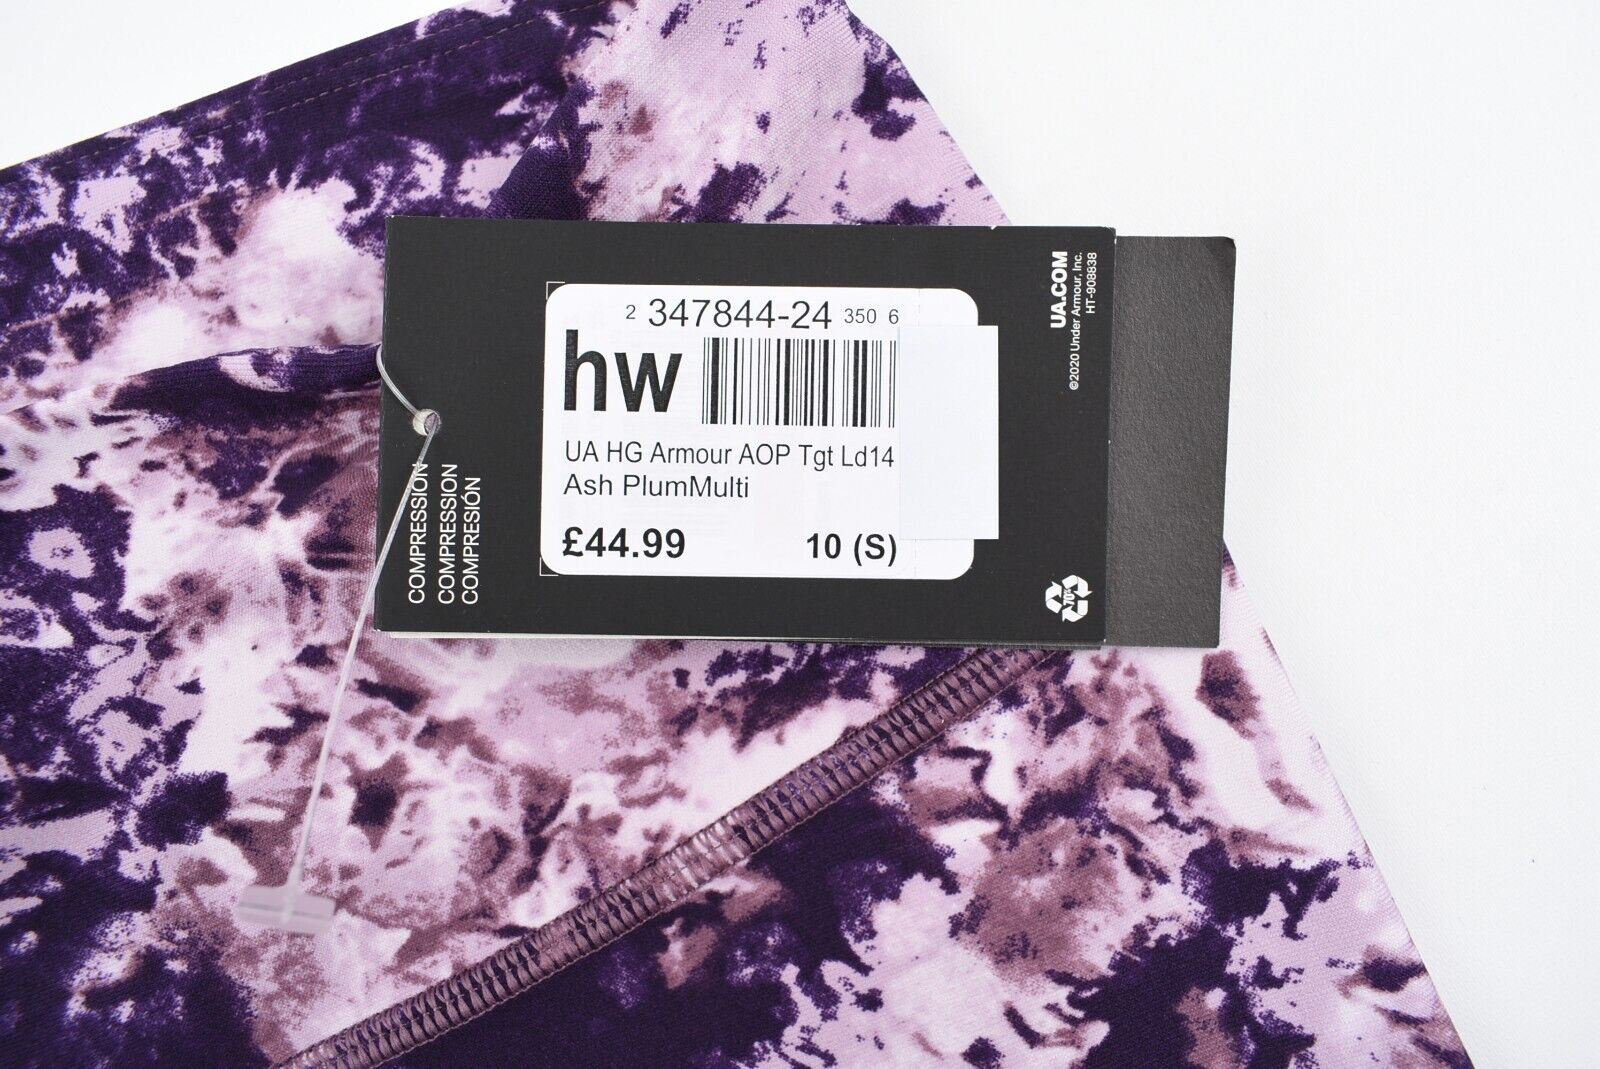 2 347844-24 350 6
hw
UA HG Armour AOP Tgt Ld14
Ash PlumMulti
£44.99 10 (S)
COMPRESSION
COMPRESSION
COMPRESIÓN
UA.COM
©2020 Under Armour, Inc.
HT-908838
70%